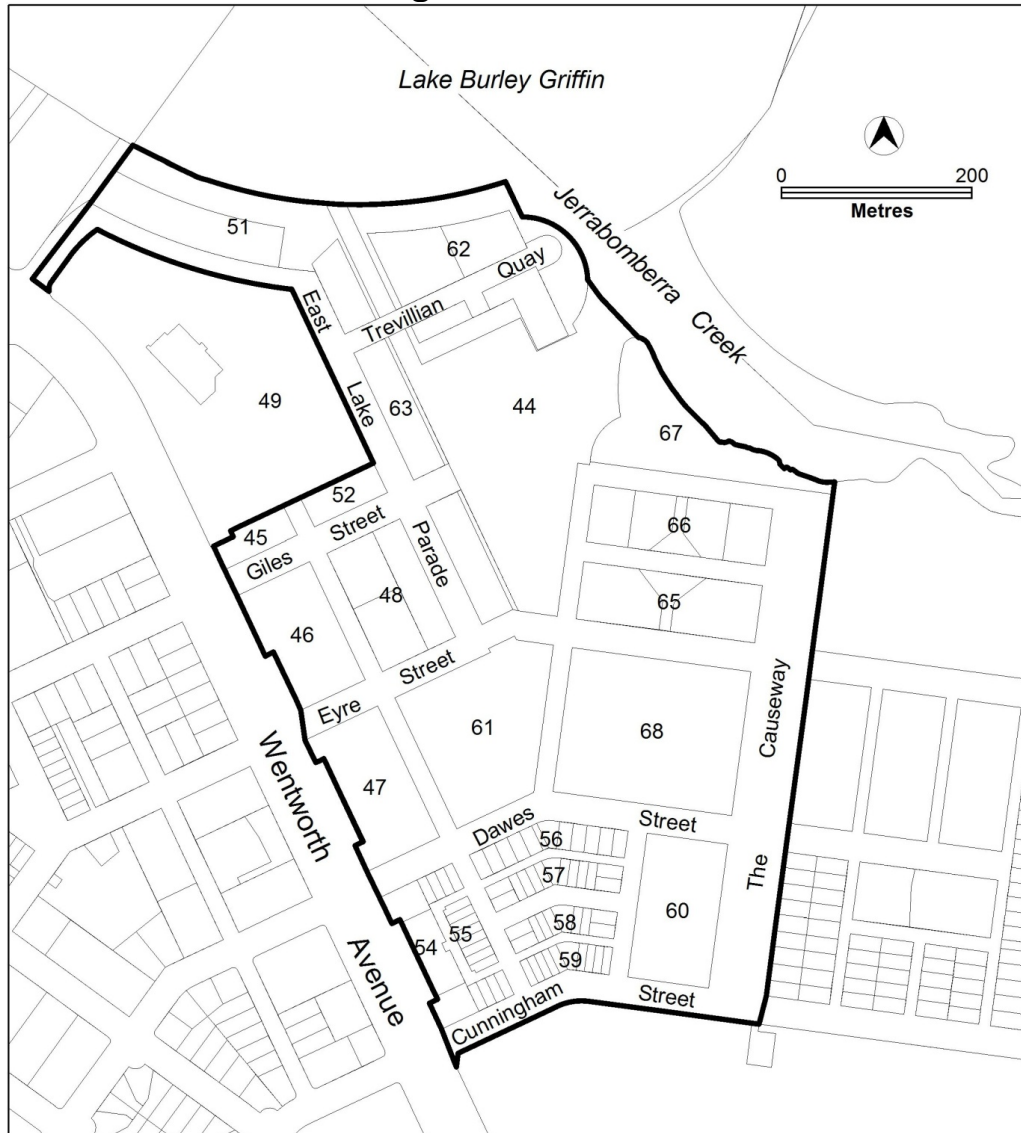 Lake Burley Griffin
0 200
Metres
Jerrabomberra Creek
51
62
Quay
Trevillian
East Lake Parade
49
63
44
67
52
45
Giles Street
66
48
65
46
Eyre Street
61
68
The Causeway
47
Wentworth Avenue
Dawes Street
56
57
55
58
60
54
59
Cunningham Street